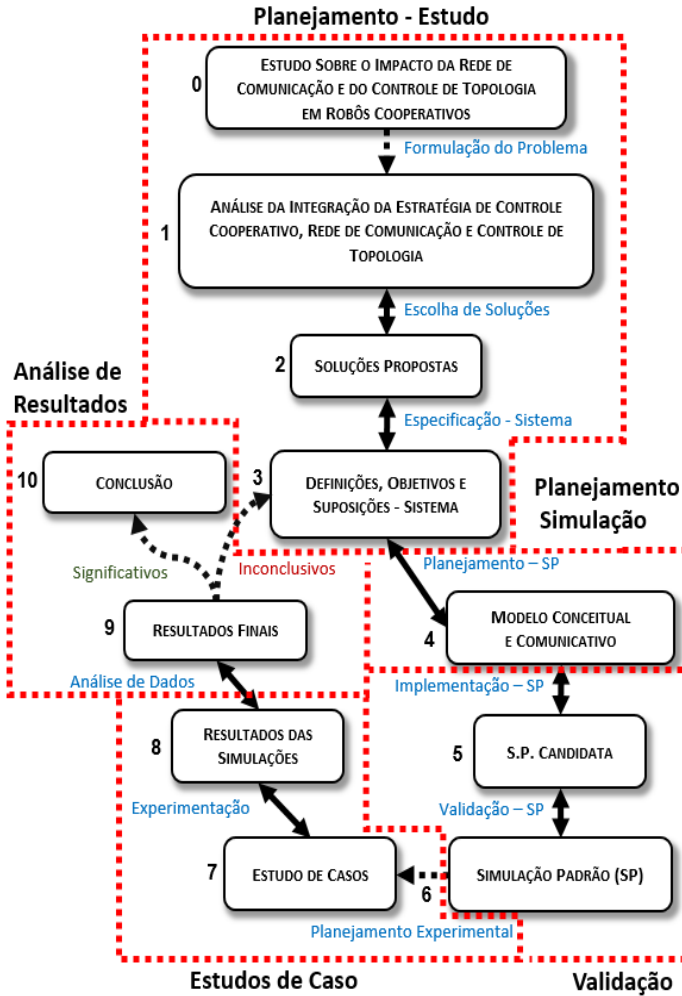 Planejamento - Estudo
0
ESTUDO SOBRE O IMPACTO DA REDE DE
COMUNICAÇÃO E DO CONTROLE DE TOPOLOGIA
EM ROBÔS COOPERATIVOS
Formulação do Problema
1
ANÁLISE DA INTEGRAÇÃO DA ESTRATÉGIA DE CONTROLE
COOPERATIVO, REDE DE COMUNICAÇÃO E CONTROLE DE
TOPOLOGIA
Escolha de Soluções
2
SOLUÇÕES PROPOSTAS
Análise de
Resultados
Especificação - Sistema
10
CONCLUSÃO
3
DEFINIÇÕES, OBJETIVOS E
SUPOSIÇÕES - SISTEMA
Planejamento
Simulação
Significativos
Inconclusivos
Planejamento – SP
9
RESULTADOS FINAIS
4
MODELO CONCEITUAL
E COMUNICATIVO
Análise de Dados
Implementação – SP
8
RESULTADOS DAS
SIMULAÇÕES
5
S.P. CANDIDATA
Experimentação
Validação – SP
7
ESTUDO DE CASOS
6
SIMULAÇÃO PADRÃO (SP)
Planejamento Experimental
Estudos de Caso
Validação